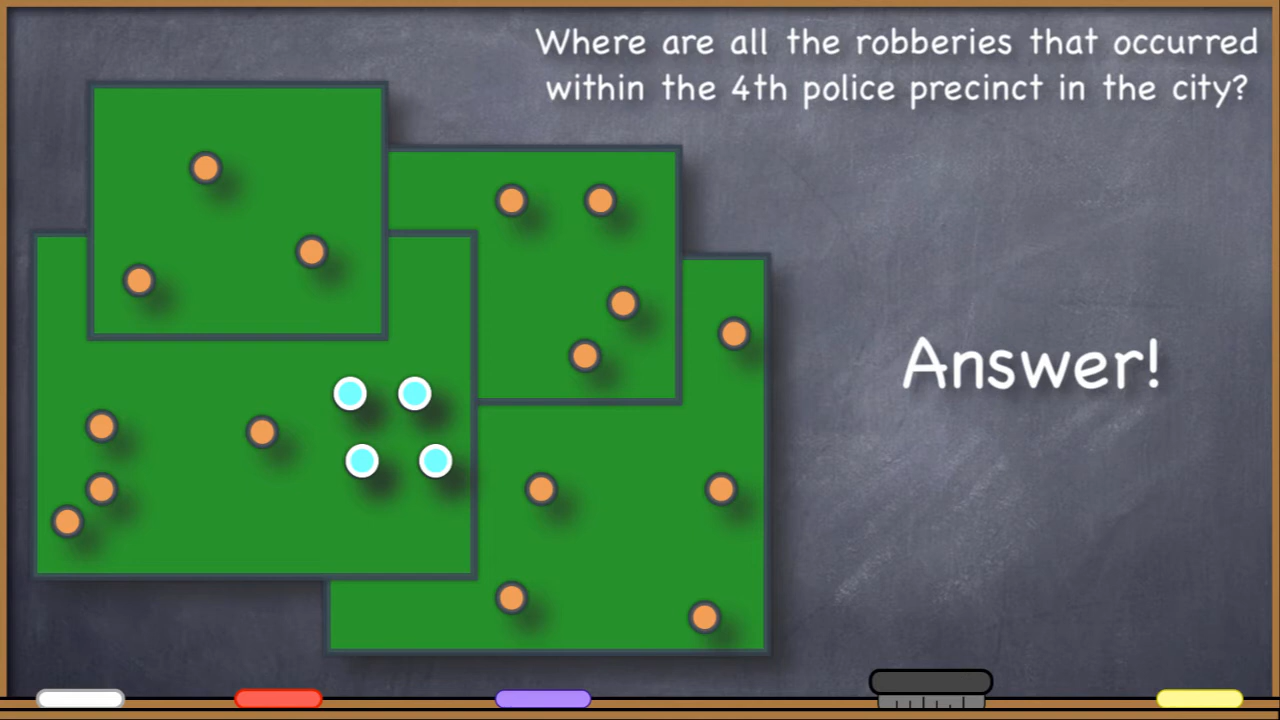 Where are all the robberies that occurred
within the 4th police precinct in the city?
Answer!